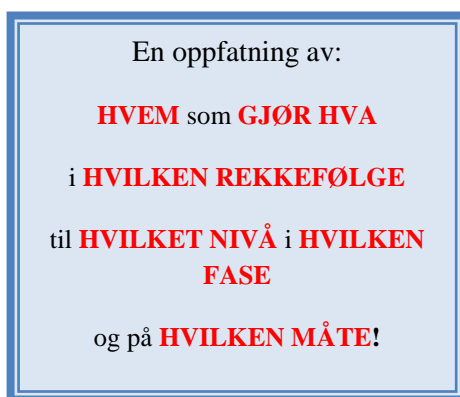 En oppfatning av:
HVEM som GJØR HVA
i HVILKEN REKKEFØLGE
til HVILKET NIVÅ i HVILKEN
FASE
og på HVILKEN MÅTE!